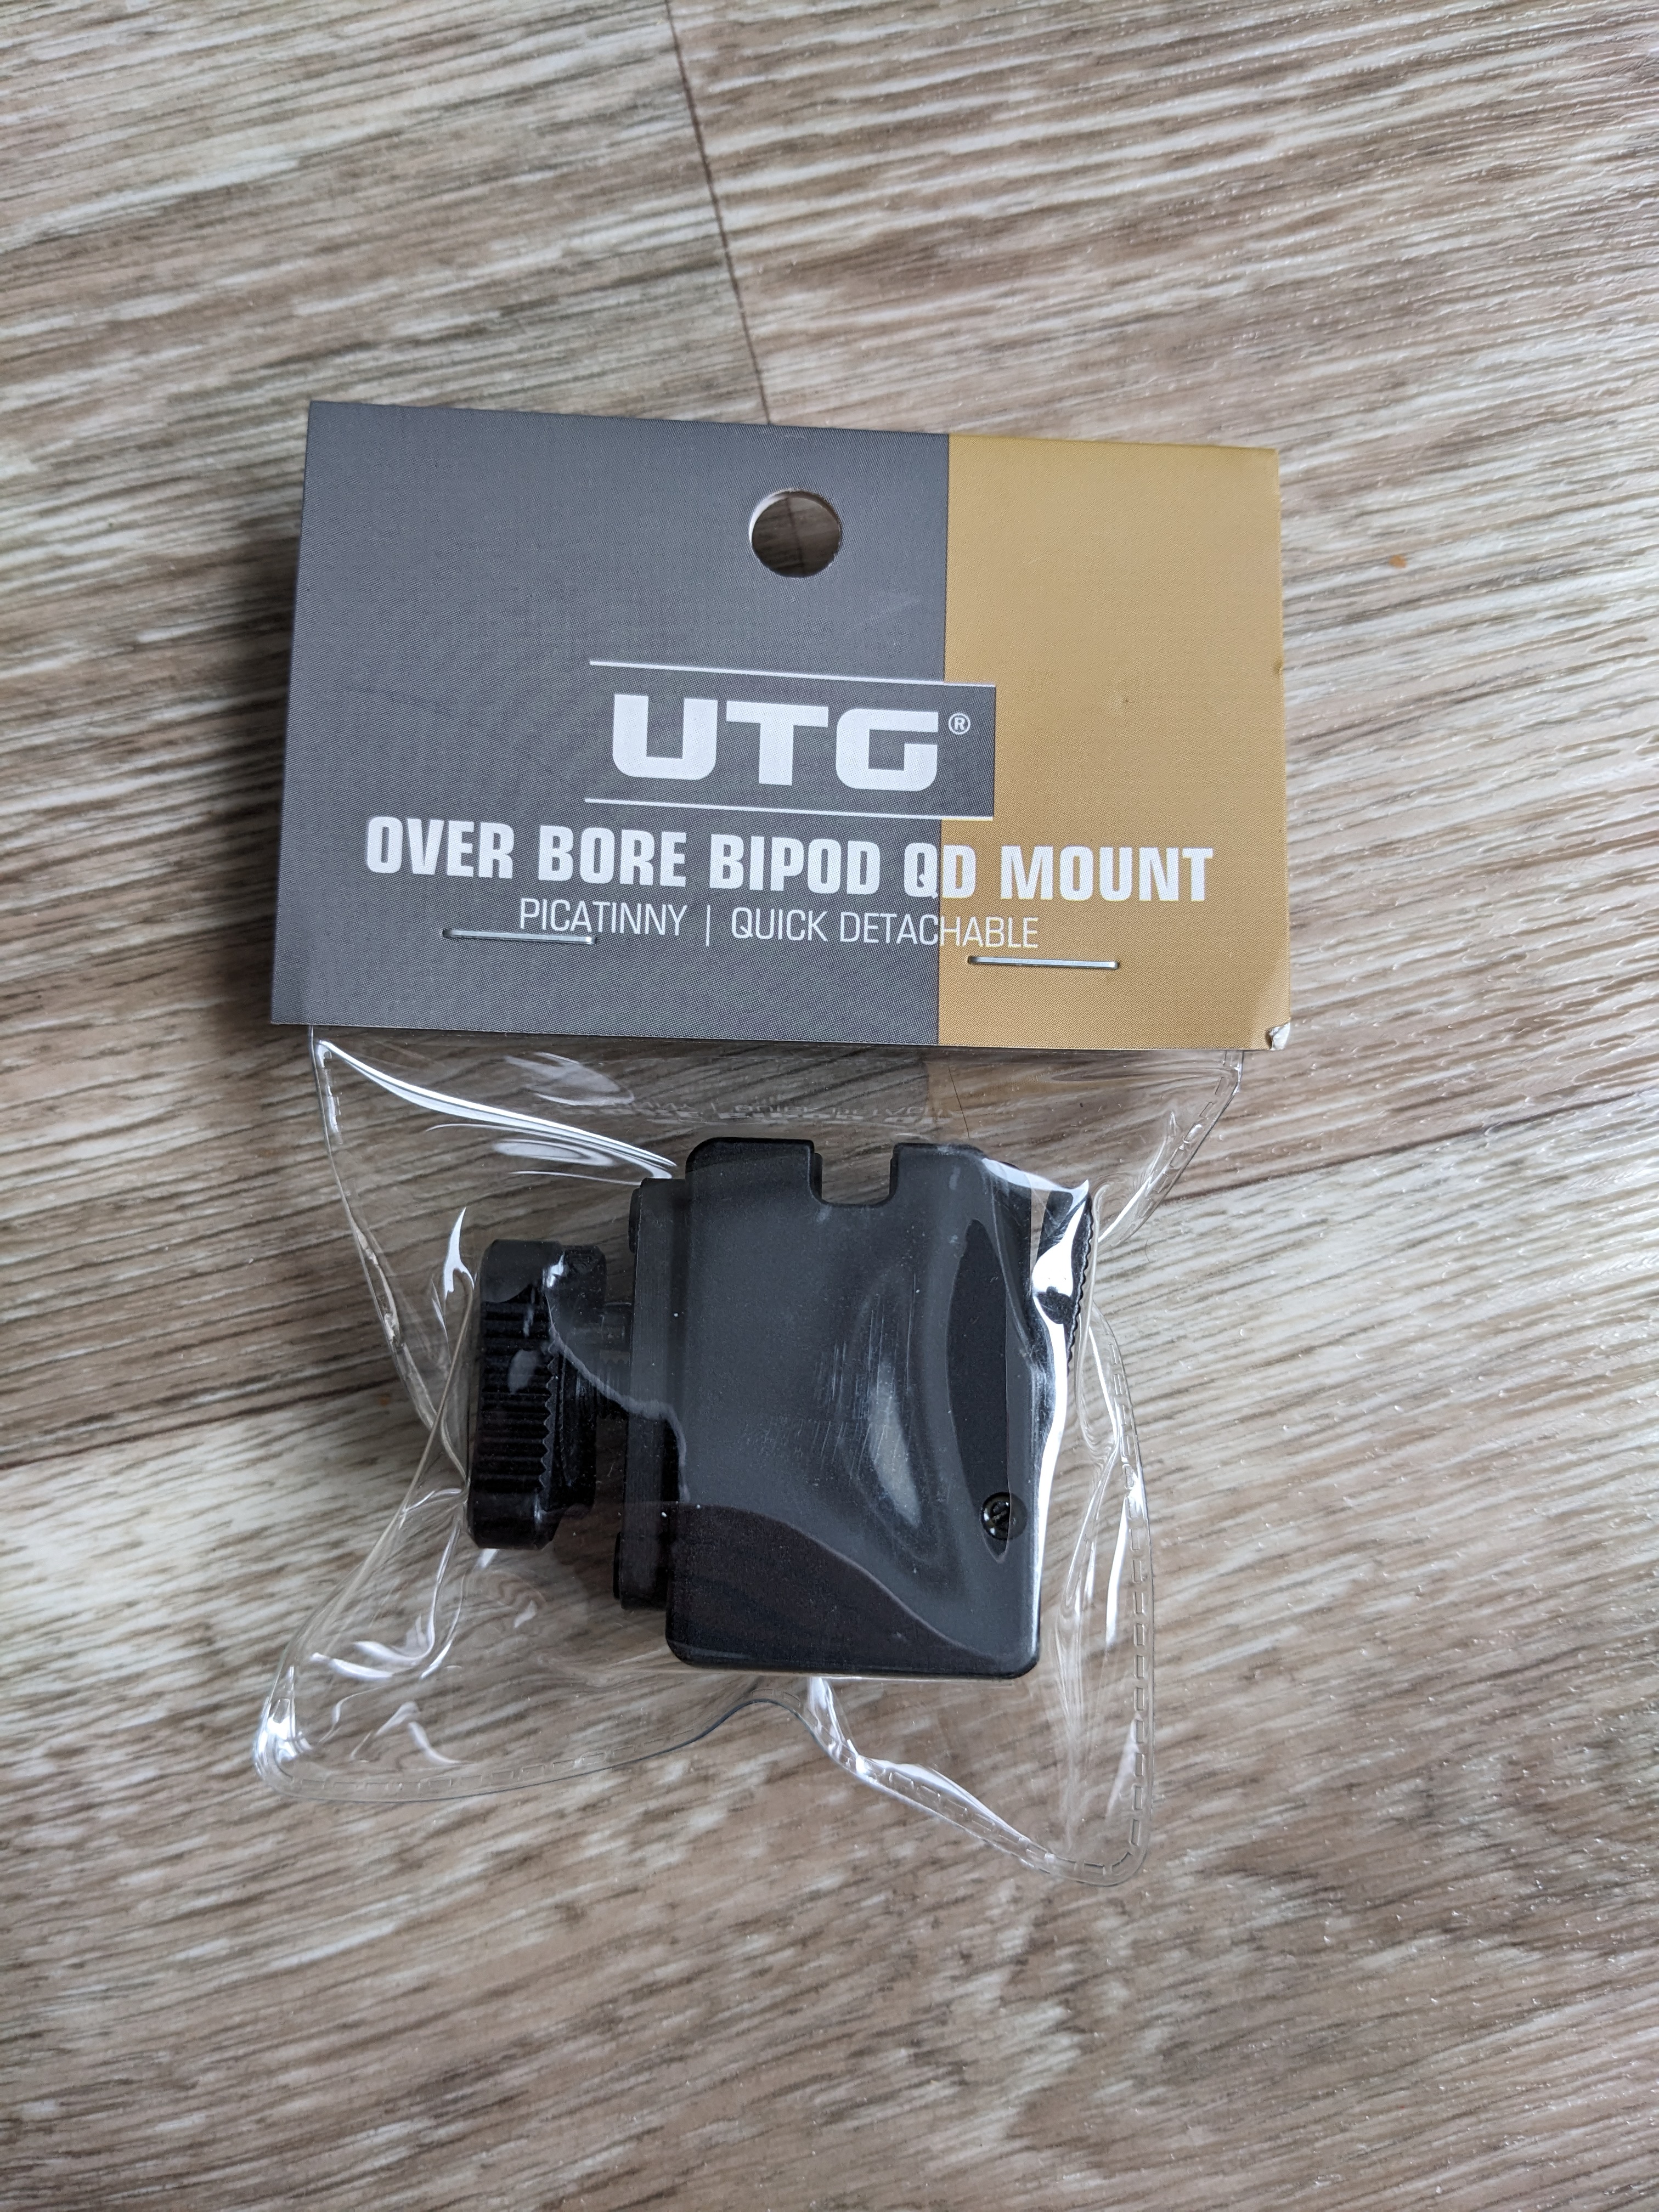 UTG®
OVER BORE BIPOD QD MOUNT
PICATINNY | QUICK DETACHABLE